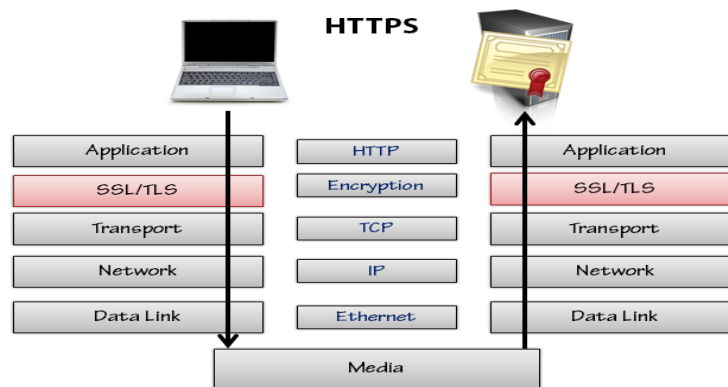 HTTPS
Application HTTP Application
SSL/TLS Encryption SSL/TLS
Transport TCP Transport
Network IP Network
Data Link Ethernet Data Link
Media